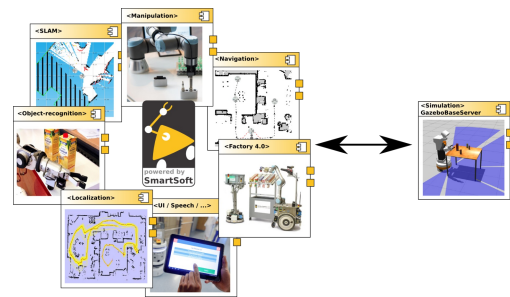 <Manipulation>
<SLAM>
<Navigation>
<Object-recognition>
<Simulation>
GazeboBaseServer
<Factory 4.0>
powered by
SmartSoft
<Localization>
<UI / Speech / ...>